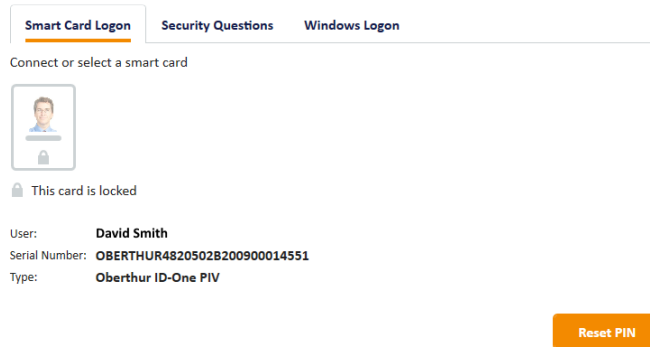 Smart Card Logon Security Questions Windows Logon
Connect or select a smart card
This card is locked
User: David Smith
Serial Number: OBERTHUR4820502B200900014551
Type: Oberthur ID-One PIV
Reset PIN